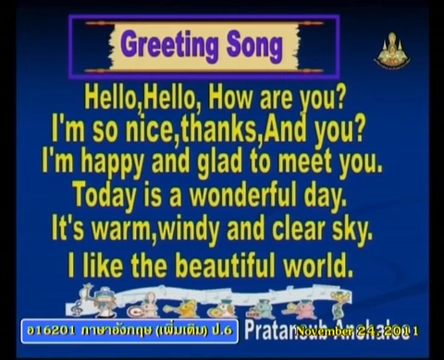 Greeting Song
Hello,Hello, How are you?
I'm so nice,thanks,And you?
I'm happy and glad to meet you.
Today is a wonderful day.
It's warm,windy and clear sky.
I like the beautiful world.
อ16201 ภาษาอังกฤษ (เพิ่มเติม) ป.6
November 24, 2011